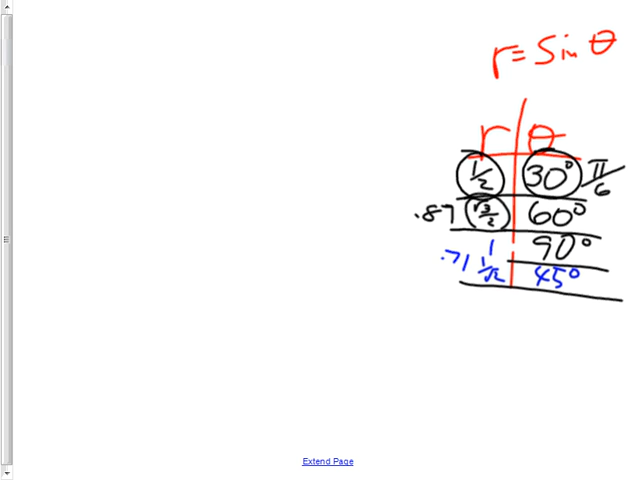 r = sin θ
r θ
1/2 30° π/6
.87 √3/2 60°
1 90°
.71 1/√2 45°
Extend Page